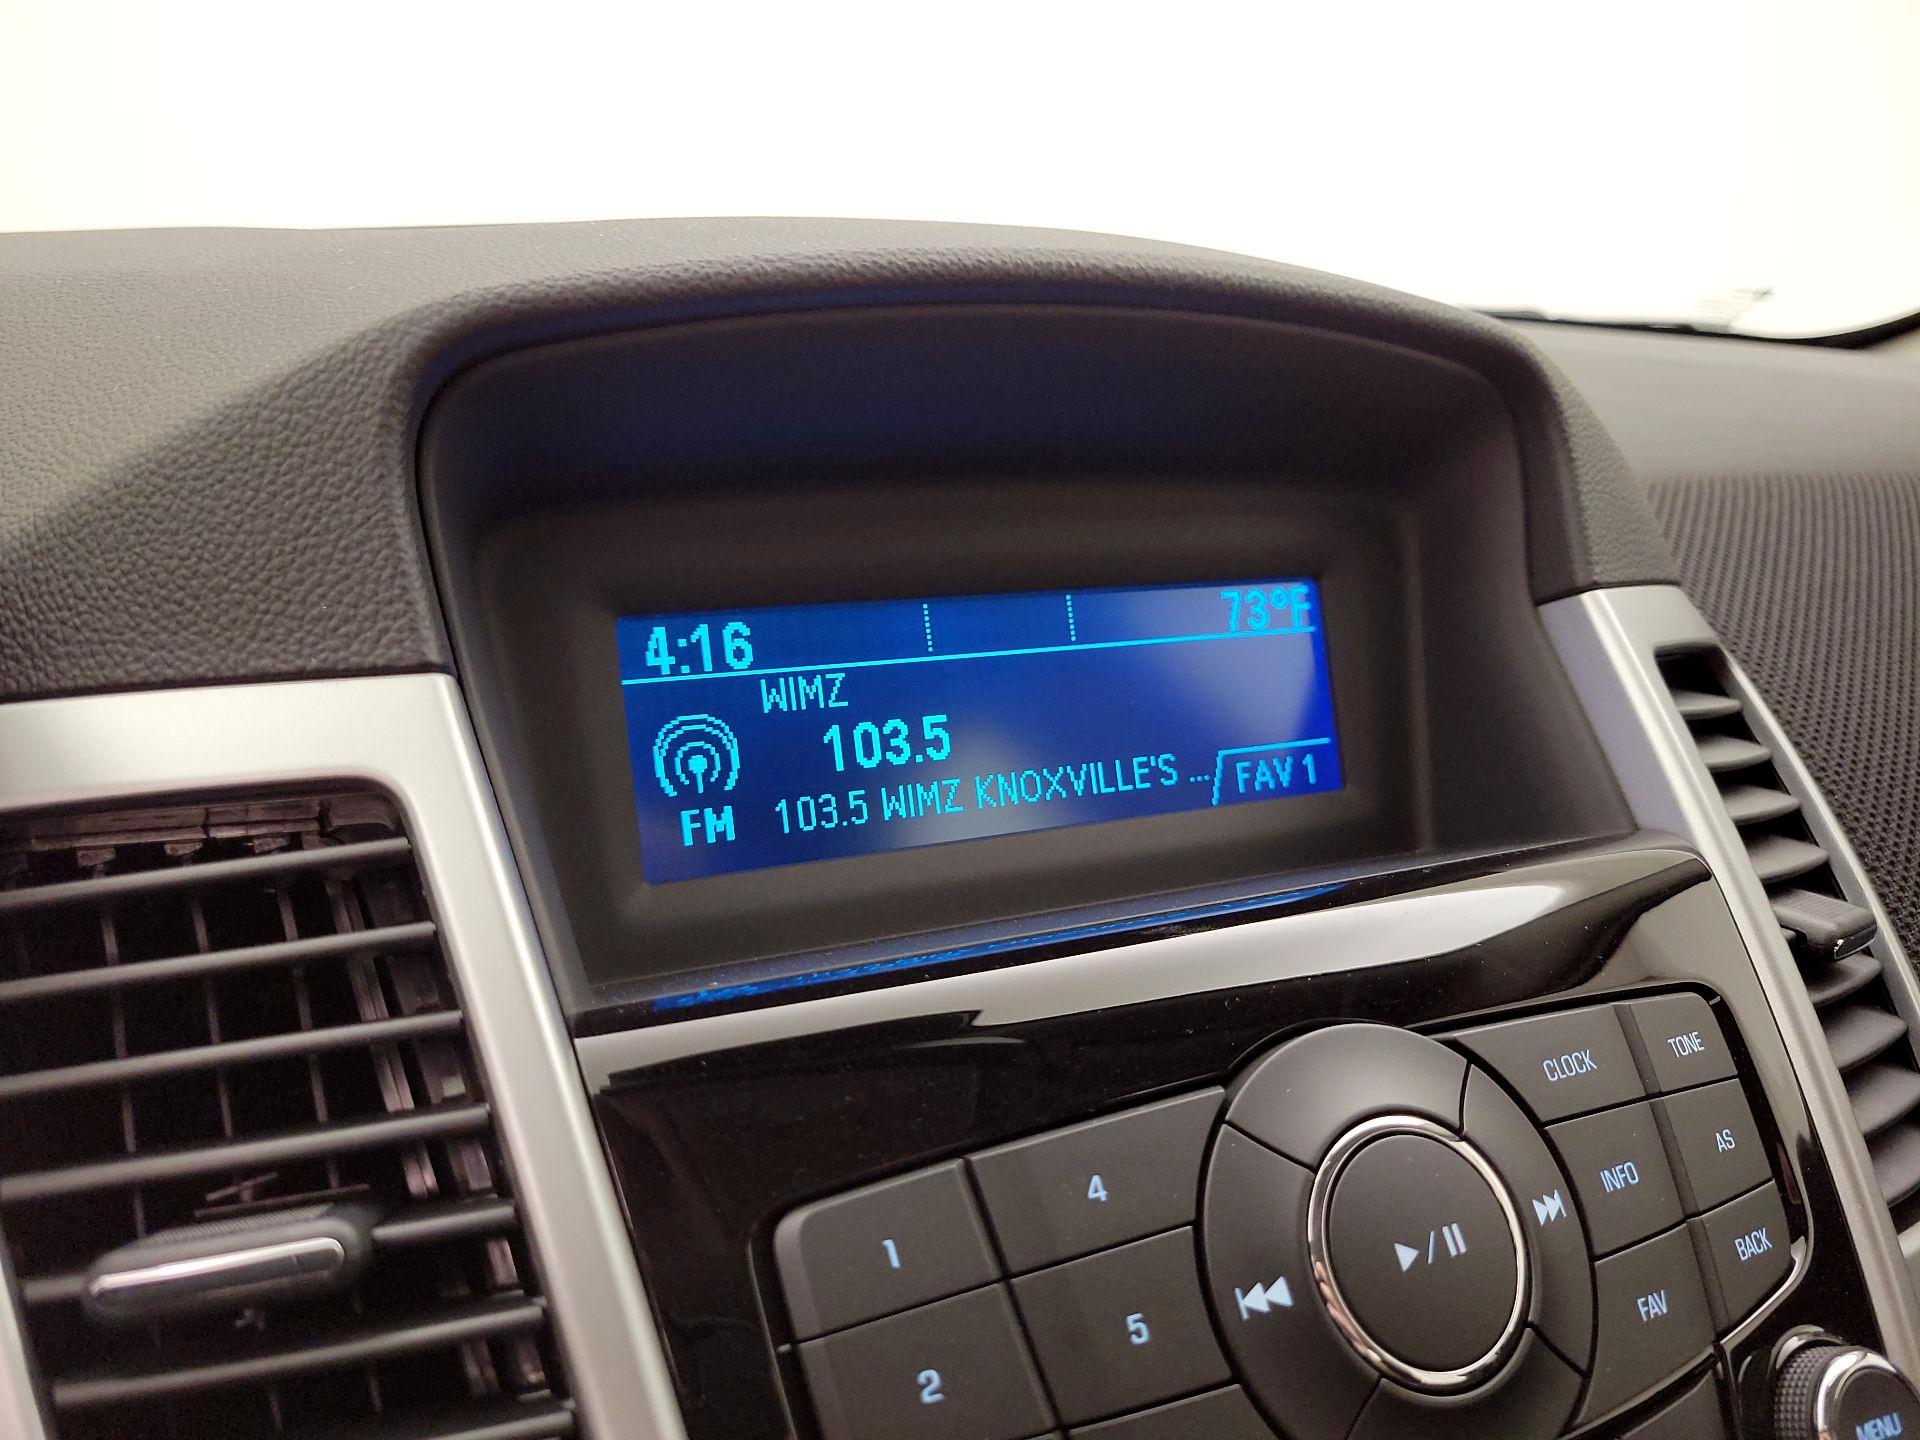 4:16 73°F
WIMZ
103.5
FM 103.5 WIMZ KNOXVILLE'S ... FAV 1
CLOCK TONE
1 4 INFO AS
2 5 FAV BACK
MENU